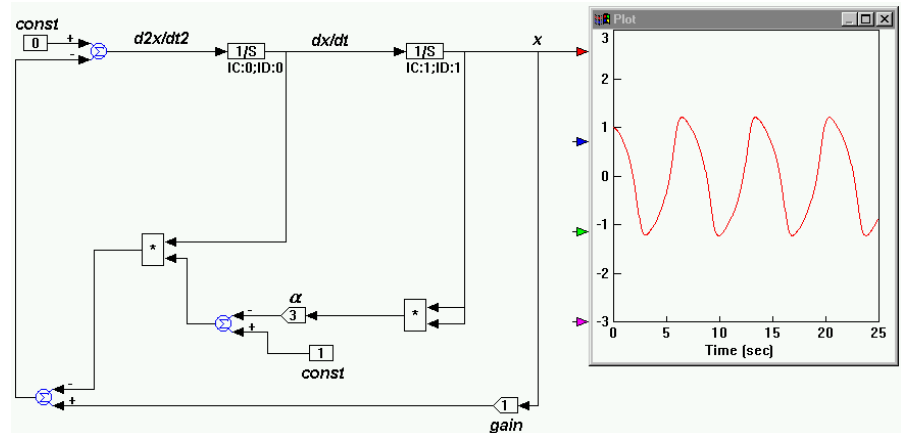 const
0
+
-
Σ
d2x/dt2
1/S
IC:0;ID:0
dx/dt
1/S
IC:1;ID:1
x
*
α
3
*
-
+
Σ
1
const
-
+
Σ
1
gain
Plot
3
2
1
0
-1
-2
-3
0
5
10
15
20
25
Time (sec)